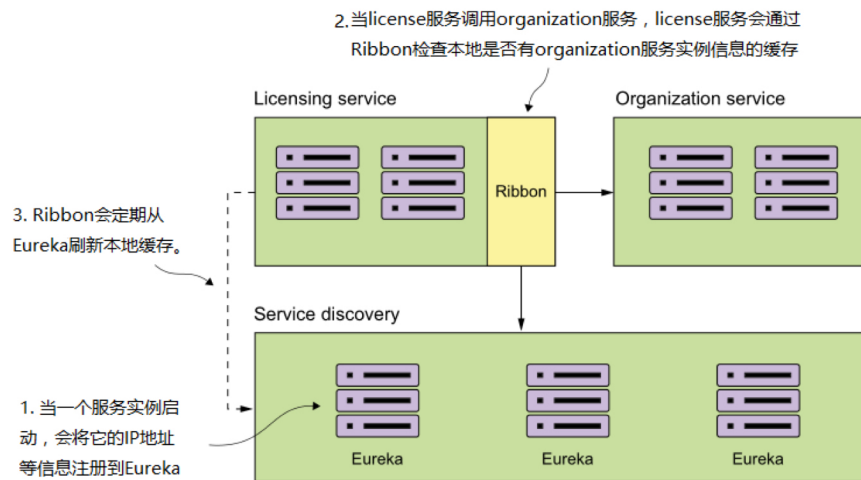 2.当license服务调用organization服务，license服务会通过
Ribbon检查本地是否有organization服务实例信息的缓存
Licensing service
Organization service
Ribbon
3. Ribbon会定期从
Eureka刷新本地缓存。
Service discovery
1. 当一个服务实例启
动，会将它的IP地址
等信息注册到Eureka
Eureka
Eureka
Eureka